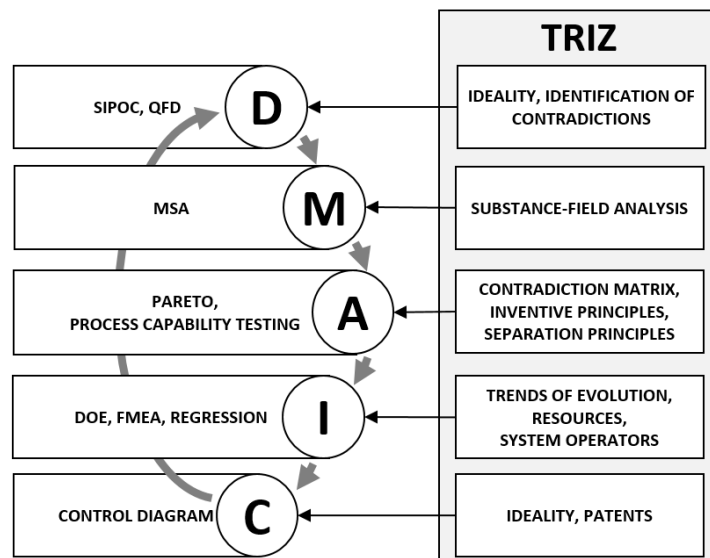 TRIZ
SIPOC, QFD
D
IDEALITY, IDENTIFICATION OF
CONTRADICTIONS
MSA
M
SUBSTANCE-FIELD ANALYSIS
PARETO,
PROCESS CAPABILITY TESTING
A
CONTRADICTION MATRIX,
INVENTIVE PRINCIPLES,
SEPARATION PRINCIPLES
DOE, FMEA, REGRESSION
I
TRENDS OF EVOLUTION,
RESOURCES,
SYSTEM OPERATORS
CONTROL DIAGRAM
C
IDEALITY, PATENTS